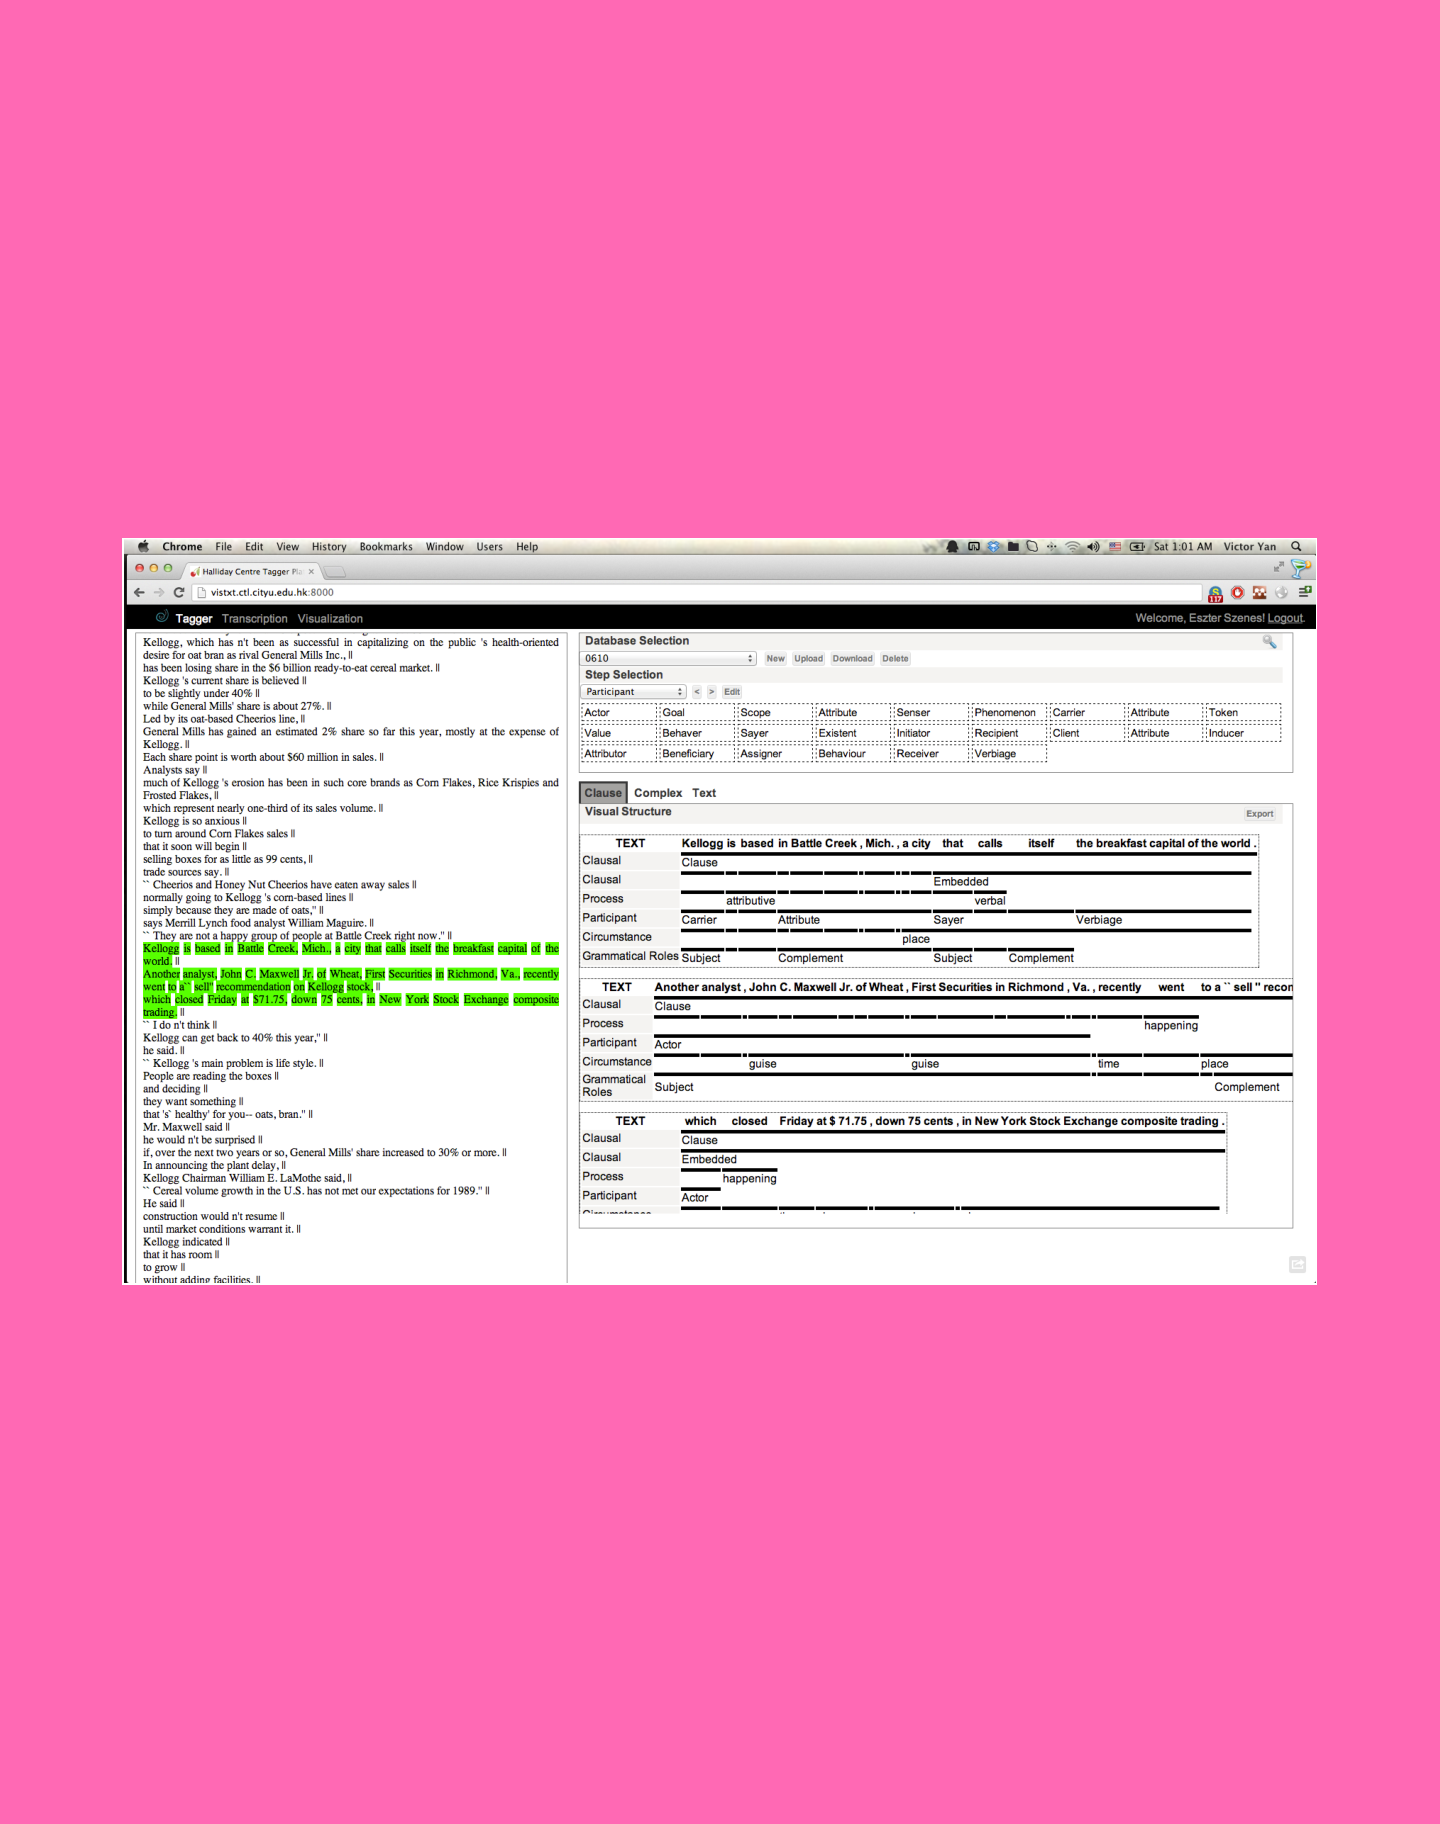 Chrome File Edit View History Bookmarks Window Users Help Sat 1:01 AM Victor Yan
Halliday Centre Tagger Pla
vistxt.ctl.cityu.edu.hk:8000
117
Tagger Transcription Visualization
Welcome, Eszter Szenes! Logout.
Kellogg, which has n't been as successful in capitalizing on the public 's health-oriented
desire for oat bran as rival General Mills Inc., ||
has been losing share in the $6 billion ready-to-eat cereal market. ||
Kellogg 's current share is believed ||
to be slightly under 40% ||
while General Mills' share is about 27%. ||
Led by its oat-based Cheerios line, ||
General Mills has gained an estimated 2% share so far this year, mostly at the expense of
Kellogg. ||
Each share point is worth about $60 million in sales. ||
Analysts say ||
much of Kellogg 's erosion has been in such core brands as Corn Flakes, Rice Krispies and
Frosted Flakes, ||
which represent nearly one-third of its sales volume. ||
Kellogg is so anxious ||
to turn around Corn Flakes sales ||
that it soon will begin ||
selling boxes for as little as 99 cents, ||
trade sources say. ||
`` Cheerios and Honey Nut Cheerios have eaten away sales ||
normally going to Kellogg 's corn-based lines ||
simply because they are made of oats,'' ||
says Merrill Lynch food analyst William Maguire. ||
`` They are not a happy group of people at Battle Creek right now.'' ||
Kellogg is based in Battle Creek, Mich., a city that calls itself the breakfast capital of the
world. ||
Another analyst, John C. Maxwell Jr. of Wheat, First Securities in Richmond, Va., recently
went to a`` sell'' recommendation on Kellogg stock, ||
which closed Friday at $71.75, down 75 cents, in New York Stock Exchange composite
trading. ||
`` I do n't think ||
Kellogg can get back to 40% this year,'' ||
he said. ||
`` Kellogg 's main problem is life style. ||
People are reading the boxes ||
and deciding ||
they want something ||
that 's` healthy' for you-- oats, bran.'' ||
Mr. Maxwell said ||
he would n't be surprised ||
if, over the next two years or so, General Mills' share increased to 30% or more. ||
In announcing the plant delay, ||
Kellogg Chairman William E. LaMothe said, ||
`` Cereal volume growth in the U.S. has not met our expectations for 1989.'' ||
He said ||
construction would n't resume ||
until market conditions warrant it. ||
Kellogg indicated ||
that it has room ||
to grow ||
without adding facilities. ||
Database Selection
0610 New Upload Download Delete
Step Selection
Participant < > Edit
Actor Goal Scope Attribute Senser Phenomenon Carrier Attribute Token
Value Behaver Sayer Existent Initiator Recipient Client Attribute Inducer
Attributor Beneficiary Assigner Behaviour Receiver Verbiage
Clause Complex Text
Visual Structure Export
TEXT Kellogg is based in Battle Creek , Mich. , a city that calls itself the breakfast capital of the world .
Clausal Clause
Clausal Embedded
Process attributive verbal
Participant Carrier Attribute Sayer Verbiage
Circumstance place
Grammatical Roles Subject Complement Subject Complement
TEXT Another analyst , John C. Maxwell Jr. of Wheat , First Securities in Richmond , Va. , recently went to a `` sell '' recon
Clausal Clause
Process happening
Participant Actor
Circumstance guise guise time place
Grammatical
Roles Subject Complement
TEXT which closed Friday at $ 71.75 , down 75 cents , in New York Stock Exchange composite trading .
Clausal Clause
Clausal Embedded
Process happening
Participant Actor
Circumstance